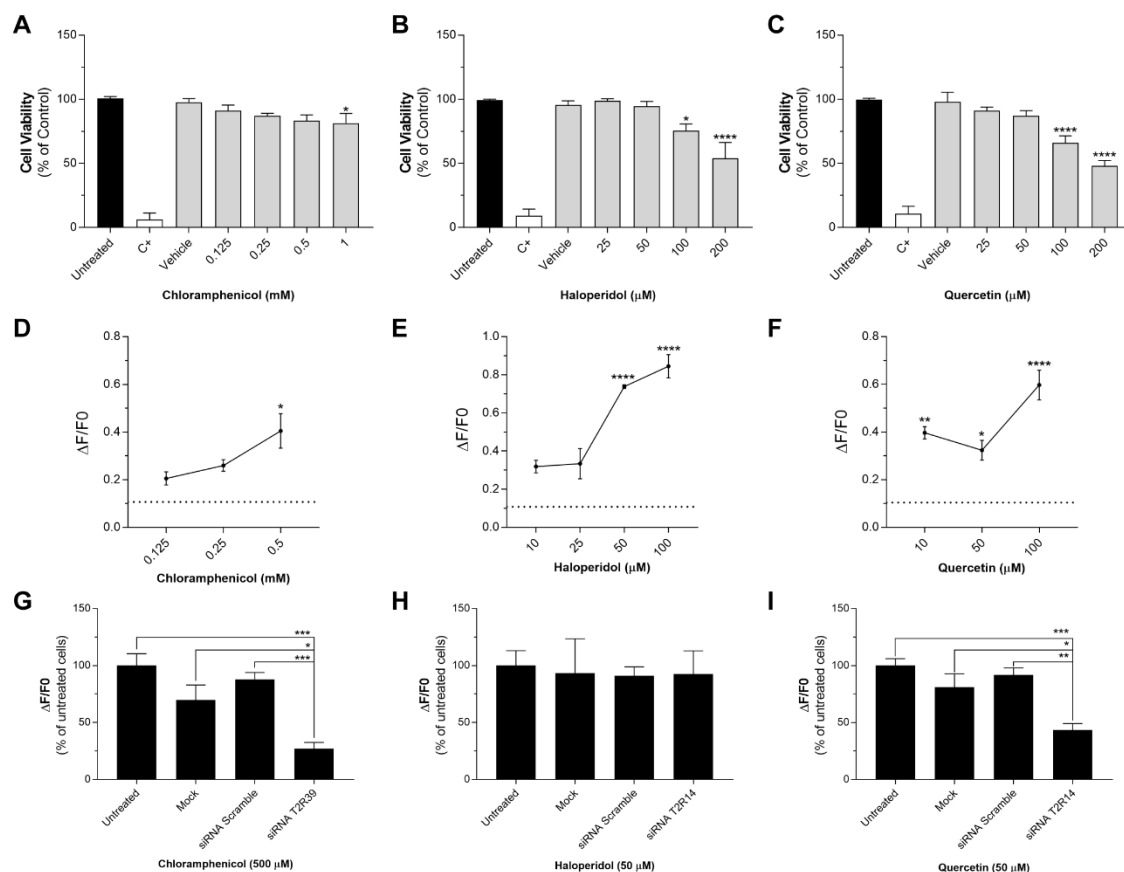 A
Cell Viability
(% of Control)
150
100
50
0
*
Untreated
C+
Vehicle
0.125
0.25
0.5
1
Chloramphenicol (mM)
B
Cell Viability
(% of Control)
150
100
50
0
*
****
Untreated
C+
Vehicle
25
50
100
200
Haloperidol (μM)
C
Cell Viability
(% of Control)
150
100
50
0
****
****
Untreated
C+
Vehicle
25
50
100
200
Quercetin (μM)
D
ΔF/F0
0.8
0.6
0.4
0.2
0.0
*
0.125
0.25
0.5
Chloramphenicol (mM)
E
ΔF/F0
1.0
0.8
0.6
0.4
0.2
0.0
****
****
10
25
50
100
Haloperidol (μM)
F
ΔF/F0
0.8
0.6
0.4
0.2
0.0
**
*
****
10
50
100
Quercetin (μM)
G
ΔF/F0
(% of untreated cells)
150
100
50
0
***
*
***
Untreated
Mock
siRNA Scramble
siRNA T2R39
Chloramphenicol (500 μM)
H
ΔF/F0
(% of untreated cells)
150
100
50
0
Untreated
Mock
siRNA Scramble
siRNA T2R14
Haloperidol (50 μM)
I
ΔF/F0
(% of untreated cells)
150
100
50
0
***
*
**
Untreated
Mock
siRNA Scramble
siRNA T2R14
Quercetin (50 μM)